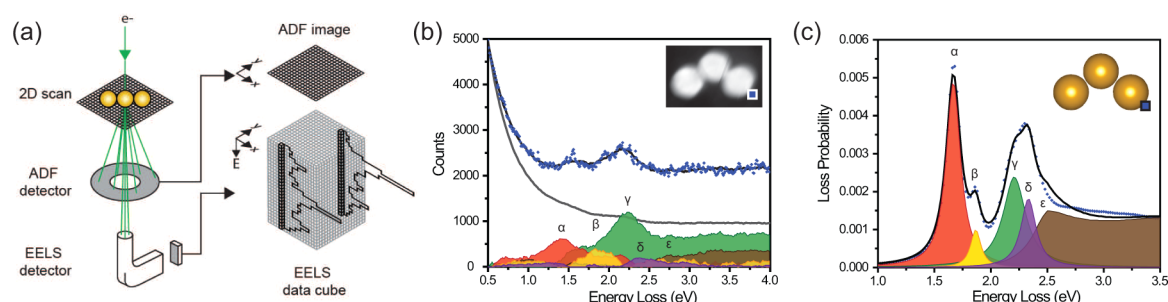 (a)
e-
2D scan
ADF
detector
EELS
detector
ADF image
x
y
x
y
E
EELS
data cube
(b)
5000
4000
3000
2000
1000
0
Counts
α
β
γ
δ
ε
0.5 1.0 1.5 2.0 2.5 3.0 3.5 4.0
Energy Loss (eV)
(c)
0.006
0.005
0.004
0.003
0.002
0.001
0.000
Loss Probability
α
β
γ
δ
ε
1.0 1.5 2.0 2.5 3.0 3.5
Energy Loss (eV)